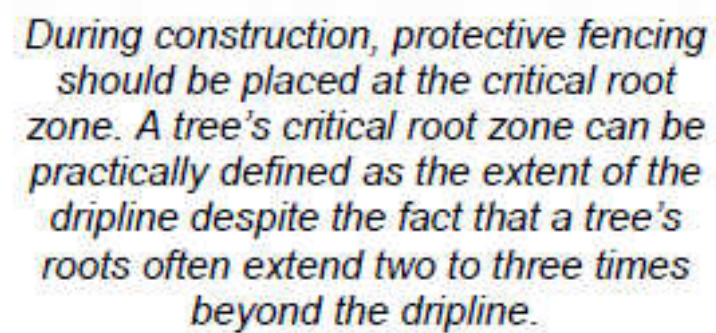 During construction, protective fencing
should be placed at the critical root
zone. A tree's critical root zone can be
practically defined as the extent of the
dripline despite the fact that a tree's
roots often extend two to three times
beyond the dripline.